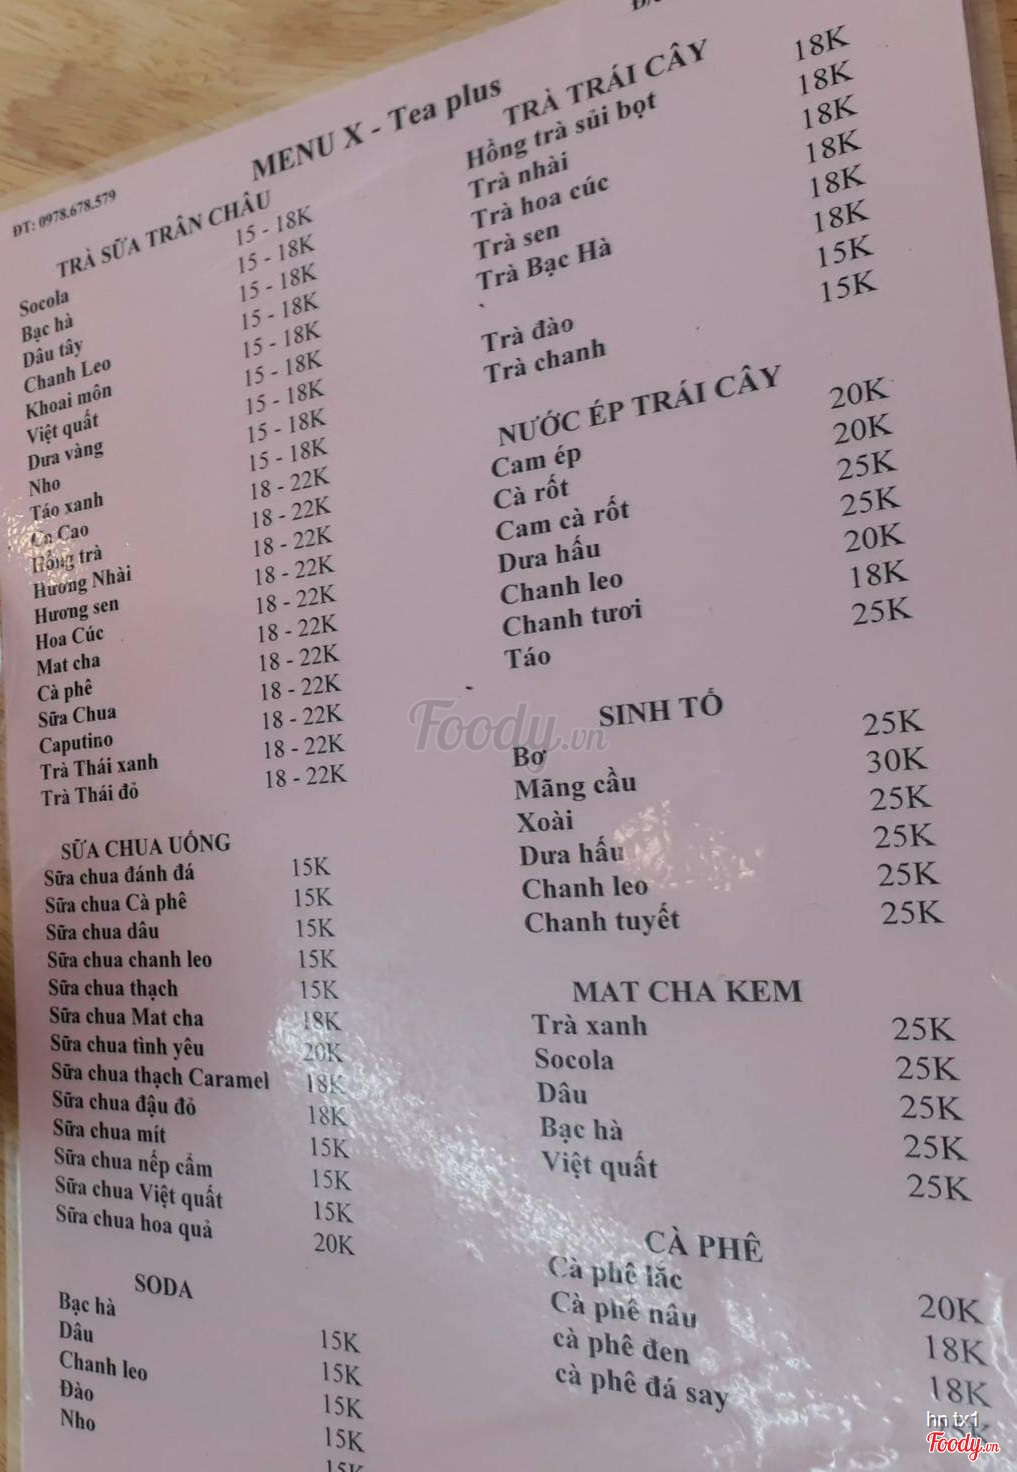 MENU X - Tea plus
ĐT: 0978.678.579
TRÀ SỮA TRÂN CHÂU
Socola 15 - 18K
Bạc hà 15 - 18K
Dâu tây 15 - 18K
Chanh Leo 15 - 18K
Khoai môn 15 - 18K
Việt quất 15 - 18K
Dưa vàng 15 - 18K
Nho 15 - 18K
Táo xanh 15 - 18K
Ca Cao 18 - 22K
Hồng trà 18 - 22K
Hương Nhài 18 - 22K
Hương sen 18 - 22K
Hoa Cúc 18 - 22K
Mat cha 18 - 22K
Cà phê 18 - 22K
Sữa Chua 18 - 22K
Caputino 18 - 22K
Trà Thái xanh 18 - 22K
Trà Thái đỏ 18 - 22K
SỮA CHUA UỐNG
Sữa chua đánh đá 15K
Sữa chua Cà phê 15K
Sữa chua dâu 15K
Sữa chua chanh leo 15K
Sữa chua thạch 15K
Sữa chua Mat cha 18K
Sữa chua tình yêu 20K
Sữa chua thạch Caramel 18K
Sữa chua đậu đỏ 18K
Sữa chua mít 15K
Sữa chua nếp cẩm 15K
Sữa chua Việt quất 15K
Sữa chua hoa quả 20K
SODA
Bạc hà 15K
Dâu 15K
Chanh leo 15K
Đào 15K
Nho 15K
TRÀ TRÁI CÂY
Hồng trà sủi bọt 18K
Trà nhài 18K
Trà hoa cúc 18K
Trà sen 18K
Trà Bạc Hà 18K
18K
Trà đào 15K
Trà chanh 15K
NƯỚC ÉP TRÁI CÂY
Cam ép 20K
Cà rốt 20K
Cam cà rốt 25K
Dưa hấu 25K
Chanh leo 20K
Chanh tươi 18K
Táo 25K
SINH TỐ
Bơ 25K
Mãng cầu 30K
Xoài 25K
Dưa hấu 25K
Chanh leo 25K
Chanh tuyết 25K
MAT CHA KEM
Trà xanh 25K
Socola 25K
Dâu 25K
Bạc hà 25K
Việt quất 25K
CÀ PHÊ
Cà phê lắc 20K
Cà phê nâu 18K
cà phê đen 18K
cà phê đá say
Foody.vn
hn tx1
Foody.vn